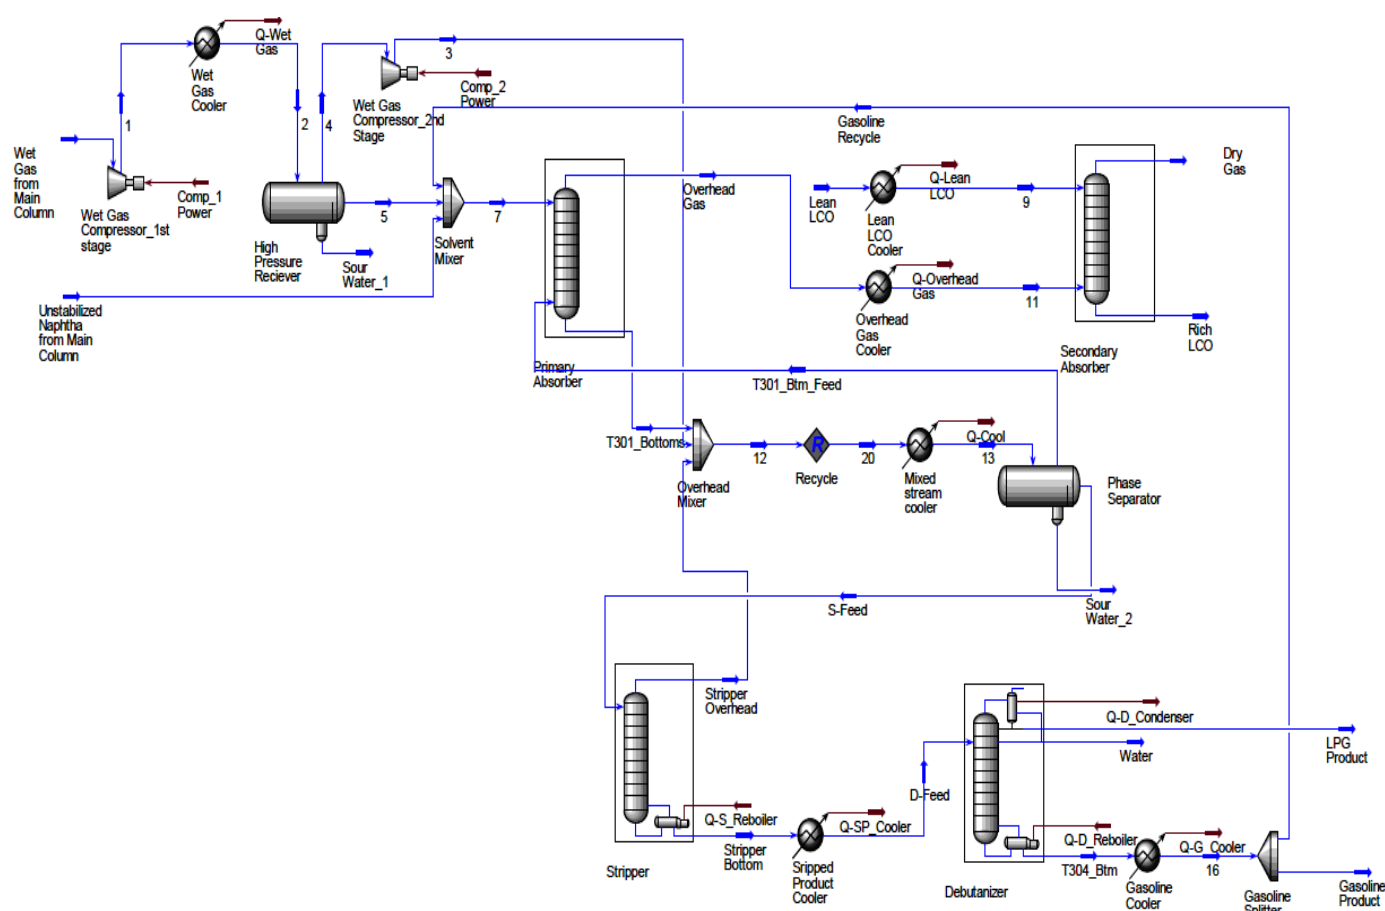 Q-Wet
Gas
Wet
Gas
Cooler
3
Comp_2
Power
Wet Gas
Compressor_2nd
Stage
1
2
4
Gasoline
Recycle
Wet
Gas
from
Main
Column
Comp_1
Power
Wet Gas
Compressor_1st
stage
5
7
Solvent
Mixer
High
Pressure
Reciever
Sour
Water_1
Unstabilized
Naphtha
from Main
Column
Overhead
Gas
Lean
LCO
Q-Lean
LCO
Lean
LCO
Cooler
9
Dry
Gas
Q-Overhead
Gas
11
Overhead
Gas
Cooler
Rich
LCO
Secondary
Absorber
Primary
Absorber
T301_Btm_Feed
T301_Bottoms
12
R
Recycle
20
Q-Cool
13
Mixed
stream
cooler
Overhead
Mixer
Phase
Separator
Sour
Water_2
S-Feed
Stripper
Overhead
Q-S_Reboiler
Stripper
Bottom
Stripper
Q-SP_Cooler
Sripped
Product
Cooler
D-Feed
Q-D_Condenser
Water
LPG
Product
Q-D_Reboiler
T304_Btm
Debutanizer
Q-G_Cooler
16
Gasoline
Cooler
Gasoline
Splitter
Gasoline
Product